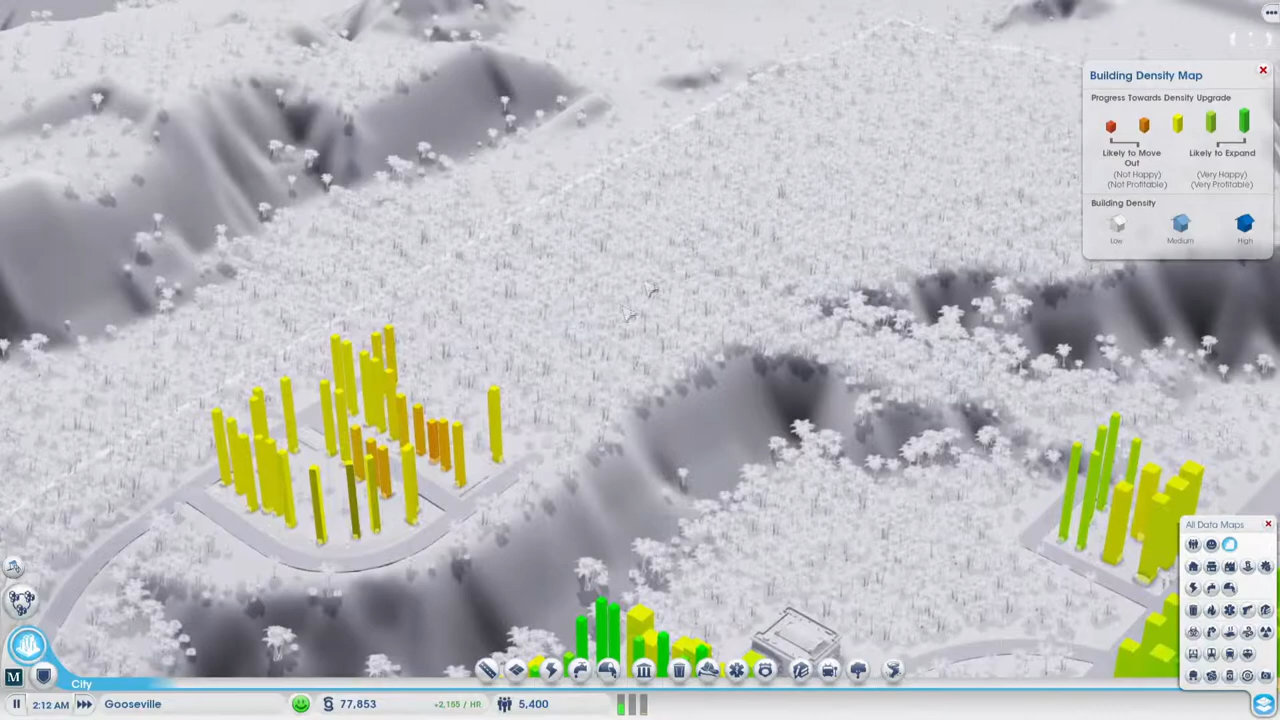 Building Density Map
Progress Towards Density Upgrade
Likely to Move Out
Likely to Expand
(Not Happy)
(Very Happy)
(Not Profitable)
(Very Profitable)
Building Density
Low
Medium
High
All Data Maps
M
City
2:12 AM
Gooseville
77,853
+2,155 / HR
5,400